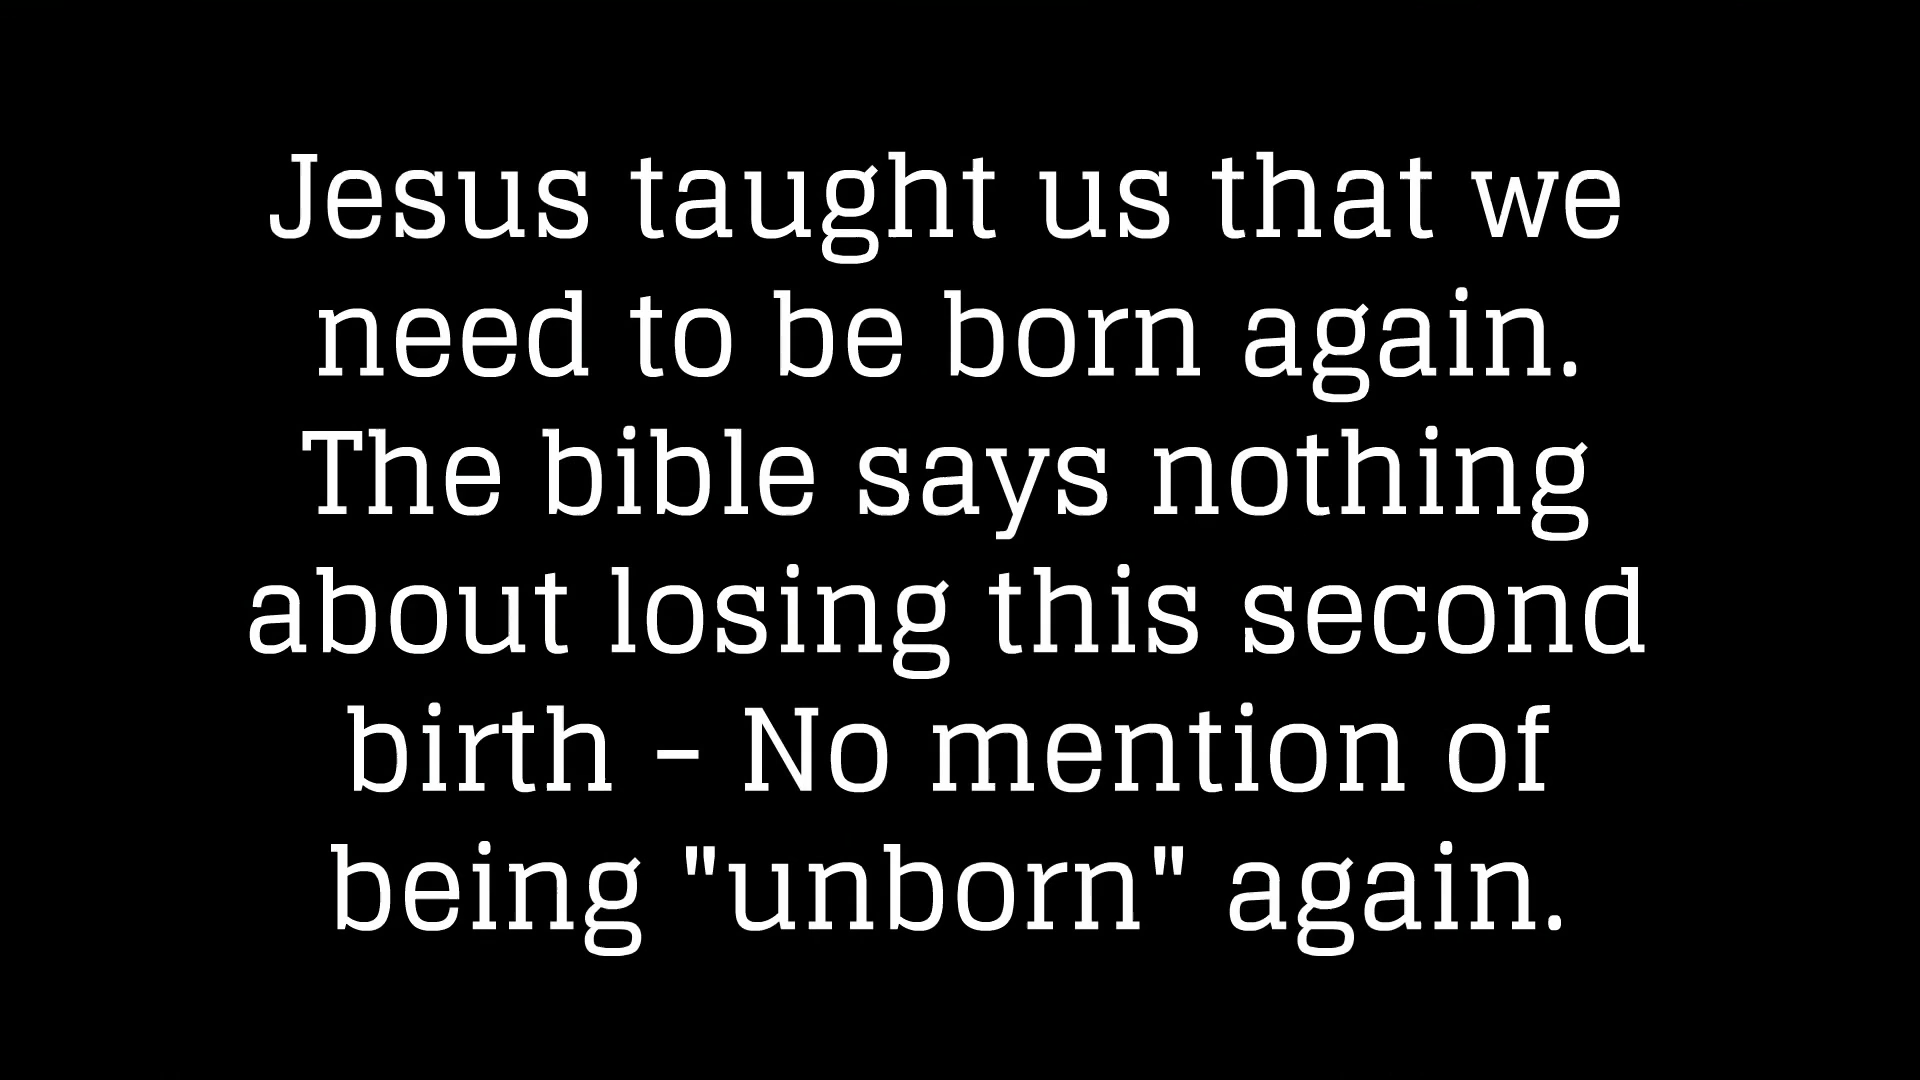 Jesus taught us that we
need to be born again.
The bible says nothing
about losing this second
birth - No mention of
being "unborn" again.